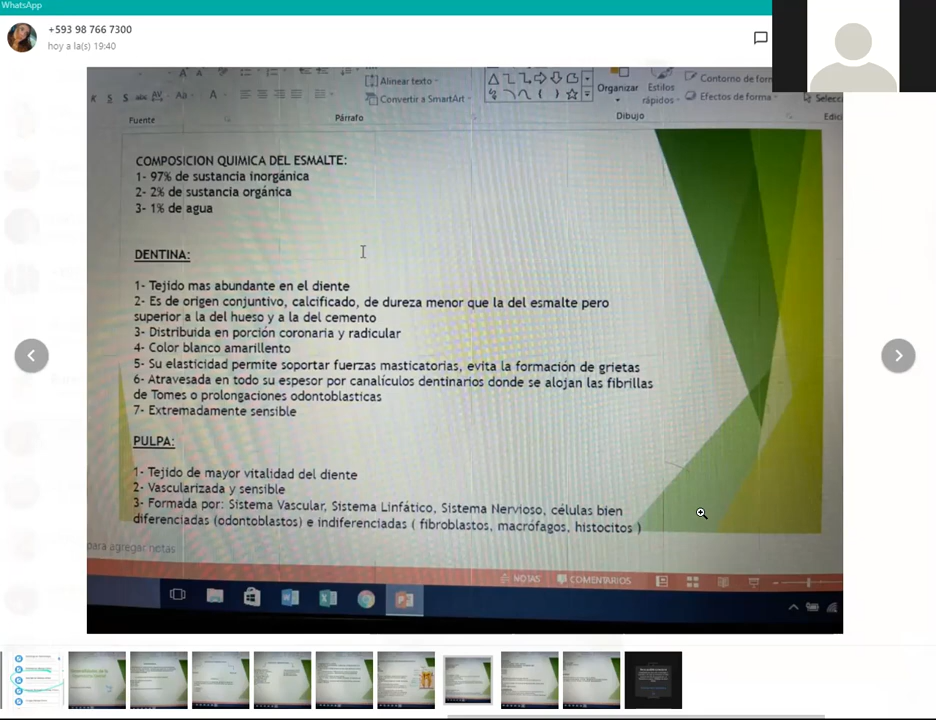 WhatsApp
+593 98 766 7300
hoy a la(s) 19:40
Alinear texto
Convertir a SmartArt
Organizar
Estilos
rápidos
Contorno de form
Efectos de forma
Selecc
Fuente
Párrafo
Dibujo
Edici
COMPOSICION QUIMICA DEL ESMALTE:
1- 97% de sustancia inorgánica
2- 2% de sustancia orgánica
3- 1% de agua
DENTINA:
1- Tejido mas abundante en el diente
2- Es de origen conjuntivo, calcificado, de dureza menor que la del esmalte pero
superior a la del hueso y a la del cemento
3- Distribuida en porción coronaria y radicular
4- Color blanco amarillento
5- Su elasticidad permite soportar fuerzas masticatorias, evita la formación de grietas
6- Atravesada en todo su espesor por canalículos dentinarios donde se alojan las fibrillas
de Tomes o prolongaciones odontoblasticas
7- Extremadamente sensible
PULPA:
1- Tejido de mayor vitalidad del diente
2- Vascularizada y sensible
3- Formada por: Sistema Vascular, Sistema Linfático, Sistema Nervioso, células bien
diferenciadas (odontoblastos) e indiferenciadas ( fibroblastos, macrófagos, histocitos )
para agregar notas
NOTAS
COMENTARIOS